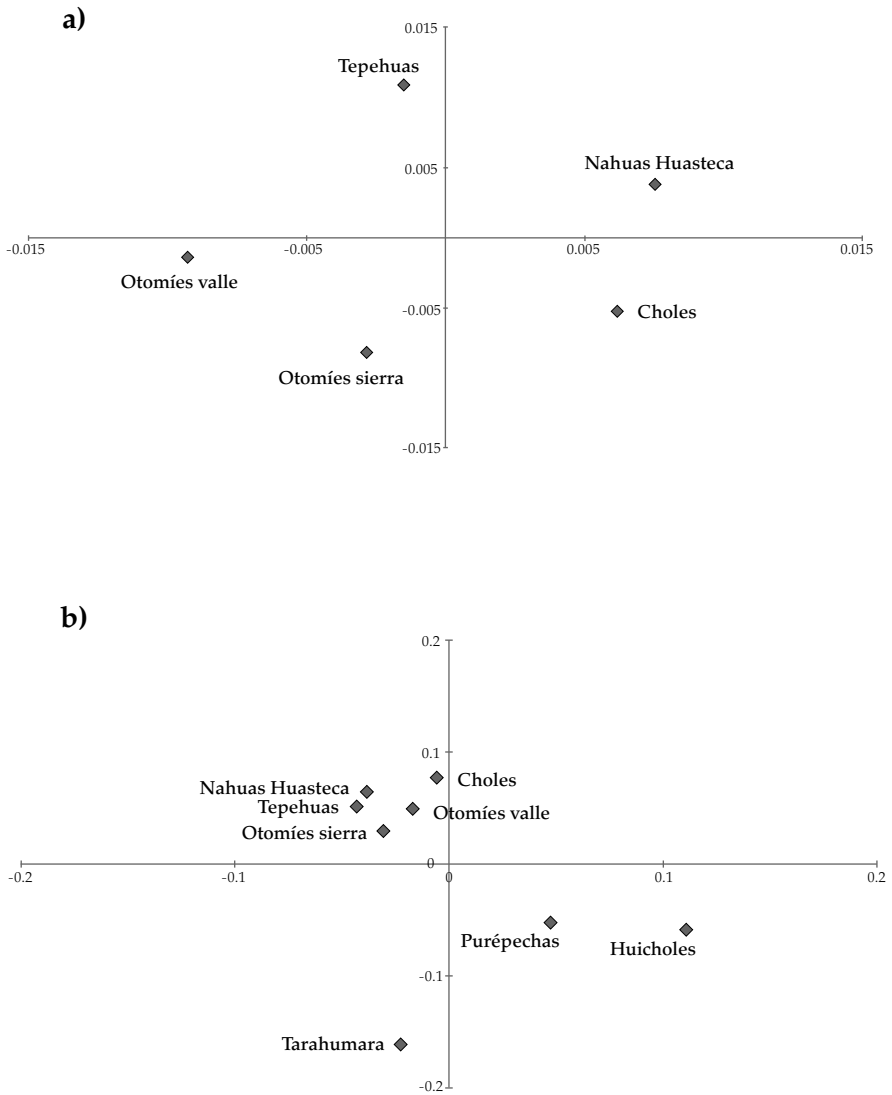 a)
0.015
Tepehuas
Nahuas Huasteca
0.005
-0.015
-0.005
0.005
0.015
Otomíes valle
-0.005
Choles
Otomíes sierra
-0.015
b)
0.2
0.1
Nahuas Huasteca
Choles
Tepehuas
Otomíes valle
Otomíes sierra
0
-0.2
-0.1
0
0.1
0.2
Purépechas
Huicholes
-0.1
Tarahumara
-0.2